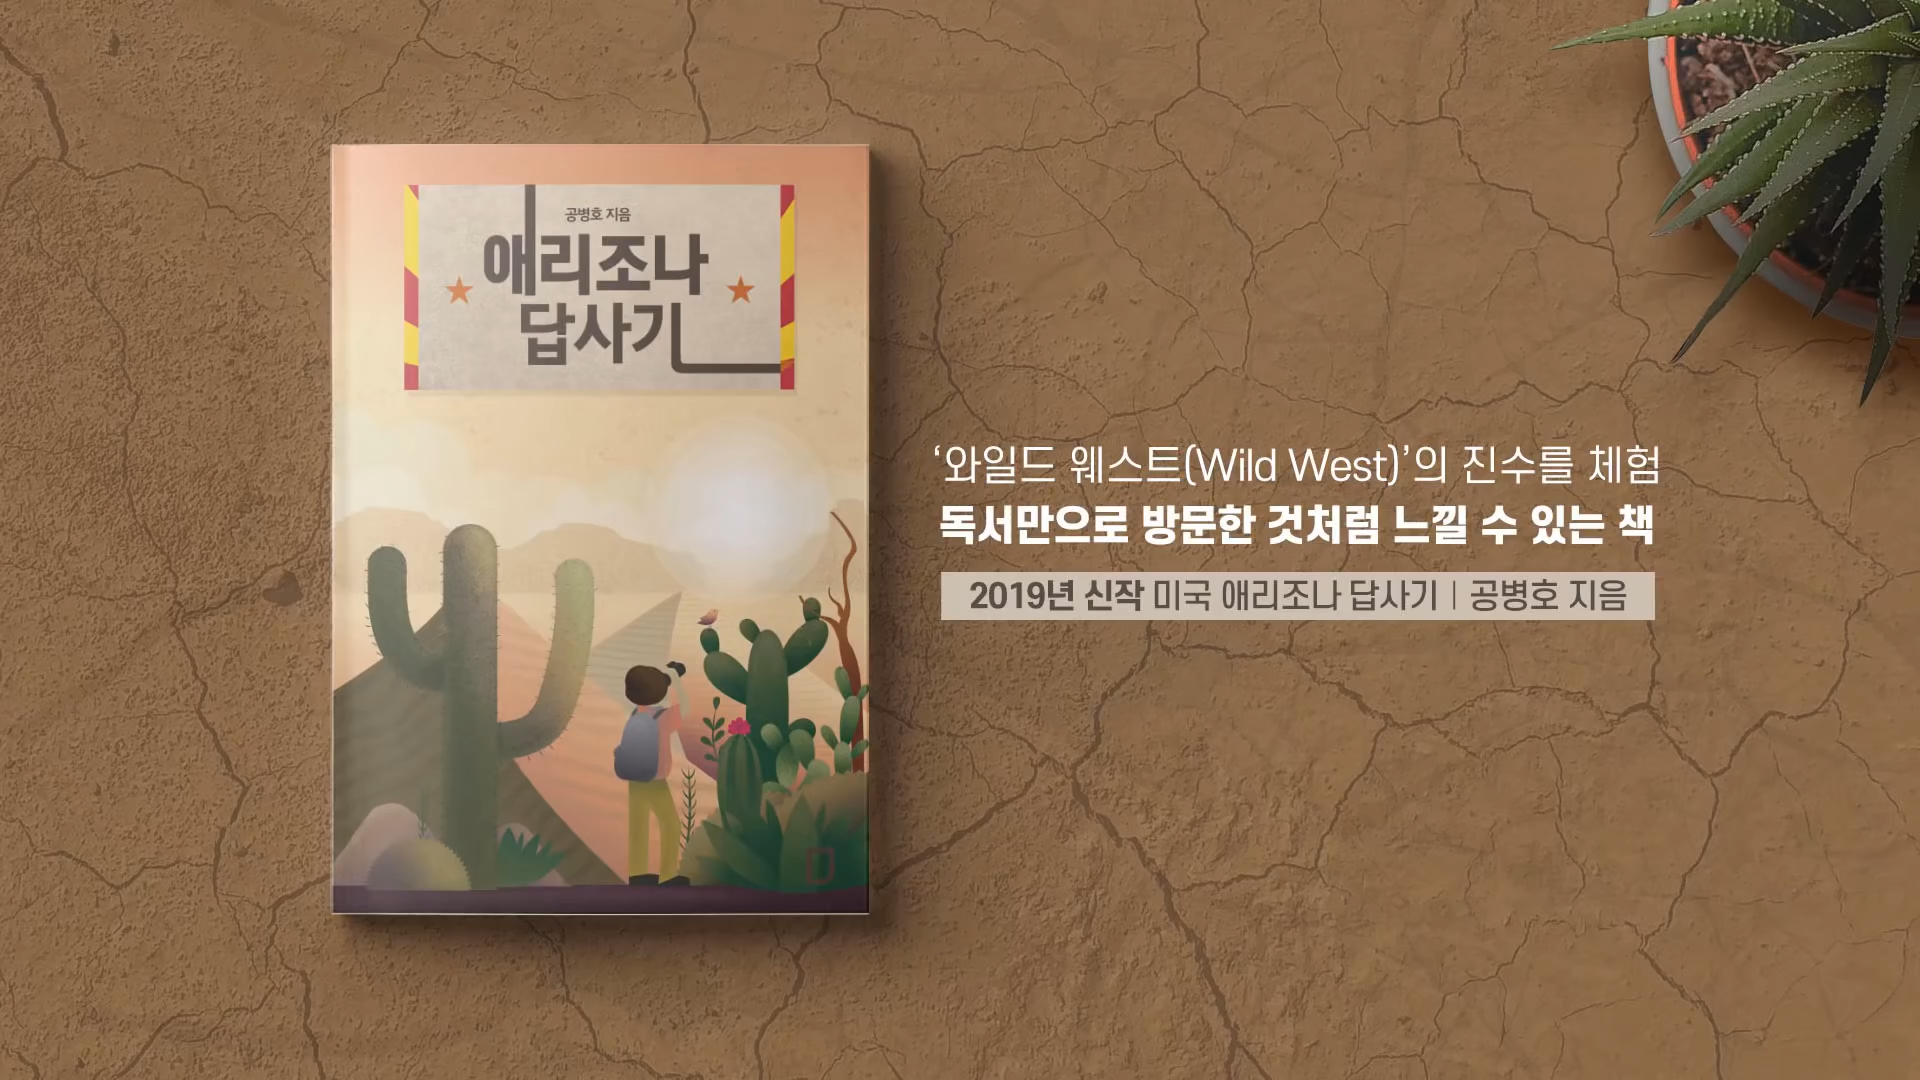 공병호 지음
애리조나
답사기
‘와일드 웨스트(Wild West)’의 진수를 체험
독서만으로 방문한 것처럼 느낄 수 있는 책
2019년 신작 미국 애리조나 답사기 | 공병호 지음